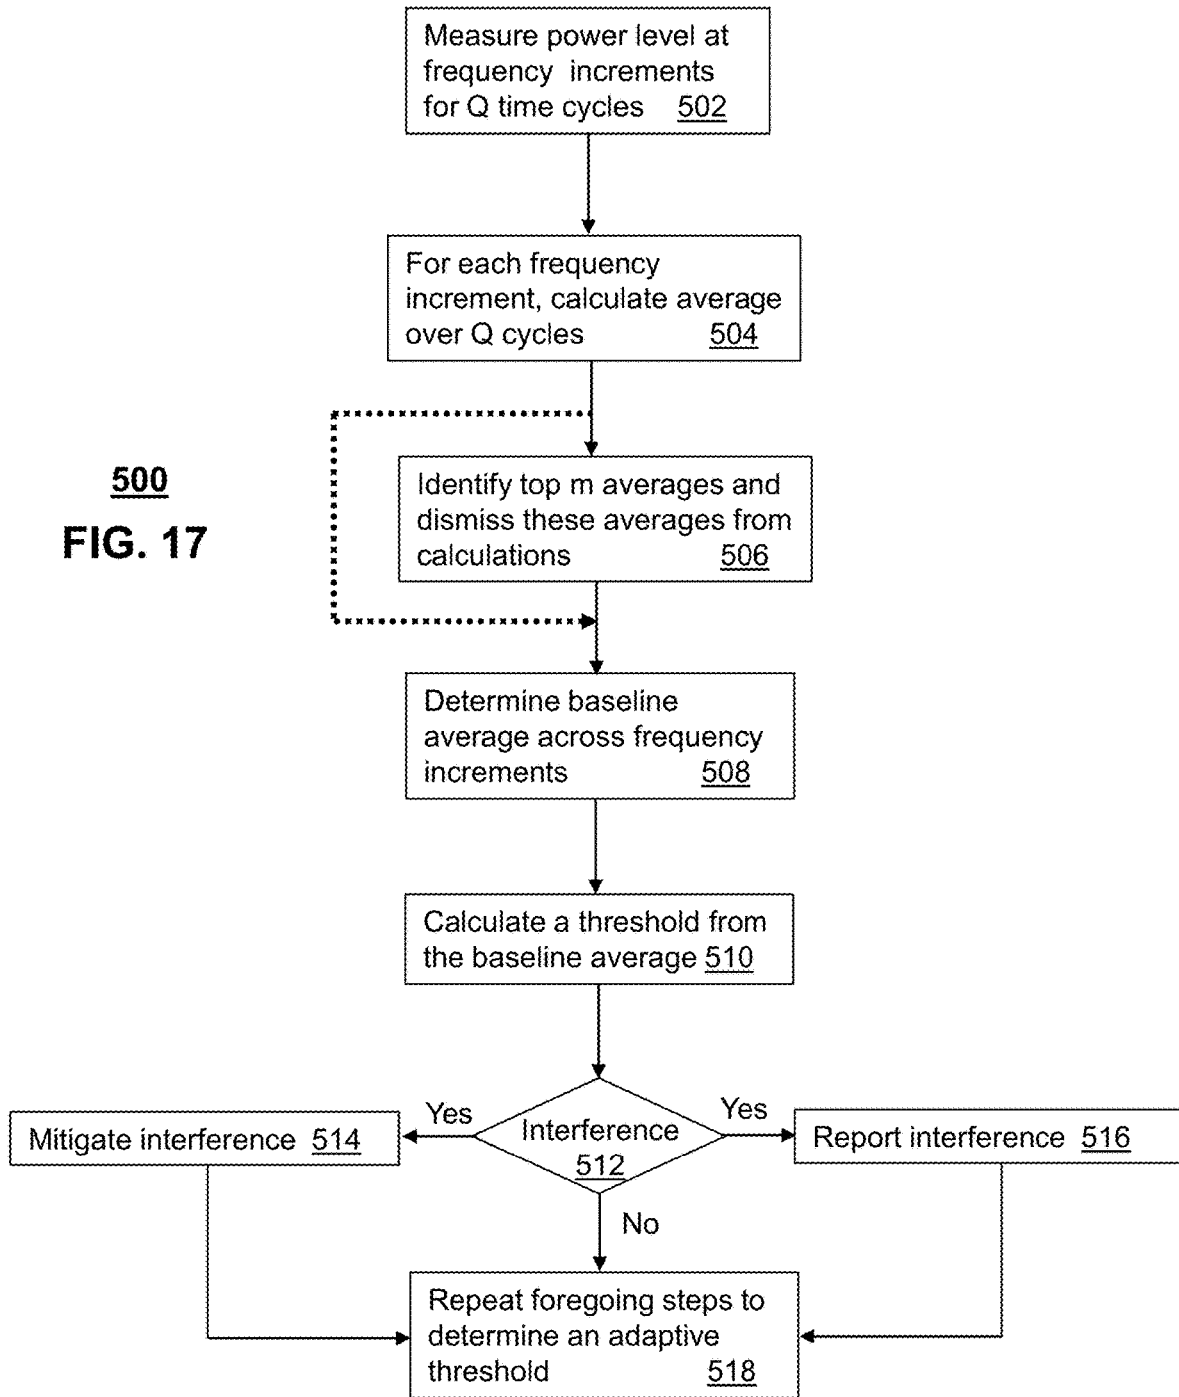 Measure power level at
frequency increments
for Q time cycles 502
For each frequency
increment, calculate average
over Q cycles 504
500
FIG. 17
Identify top m averages and
dismiss these averages from
calculations 506
Determine baseline
average across frequency
increments 508
Calculate a threshold from
the baseline average 510
Yes
Yes
Mitigate interference 514
Interference
512
Report interference 516
No
Repeat foregoing steps to
determine an adaptive
threshold 518